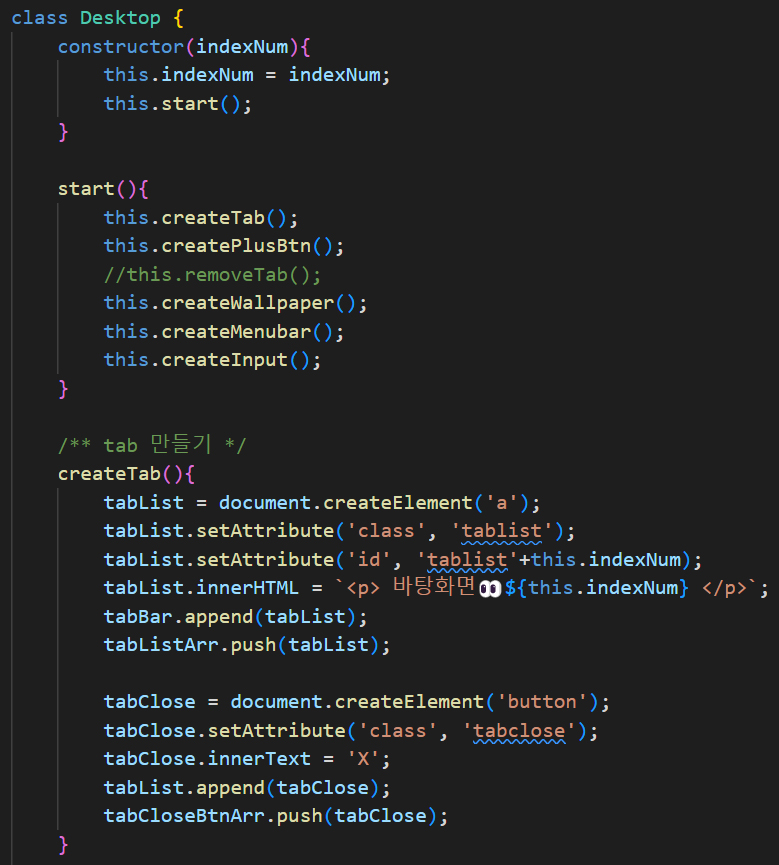 class Desktop {
constructor(indexNum){
this.indexNum = indexNum;
this.start();
}
start(){
this.createTab();
this.createPlusBtn();
//this.removeTab();
this.createWallpaper();
this.createMenubar();
this.createInput();
}
/** tab 만들기 */
createTab(){
tabList = document.createElement('a');
tabList.setAttribute('class', 'tablist');
tabList.setAttribute('id', 'tablist'+this.indexNum);
tabList.innerHTML = `<p> 바탕화면👀${this.indexNum} </p>`;
tabBar.append(tabList);
tabListArr.push(tabList);
tabClose = document.createElement('button');
tabClose.setAttribute('class', 'tabclose');
tabClose.innerText = 'X';
tabList.append(tabClose);
tabCloseBtnArr.push(tabClose);
}